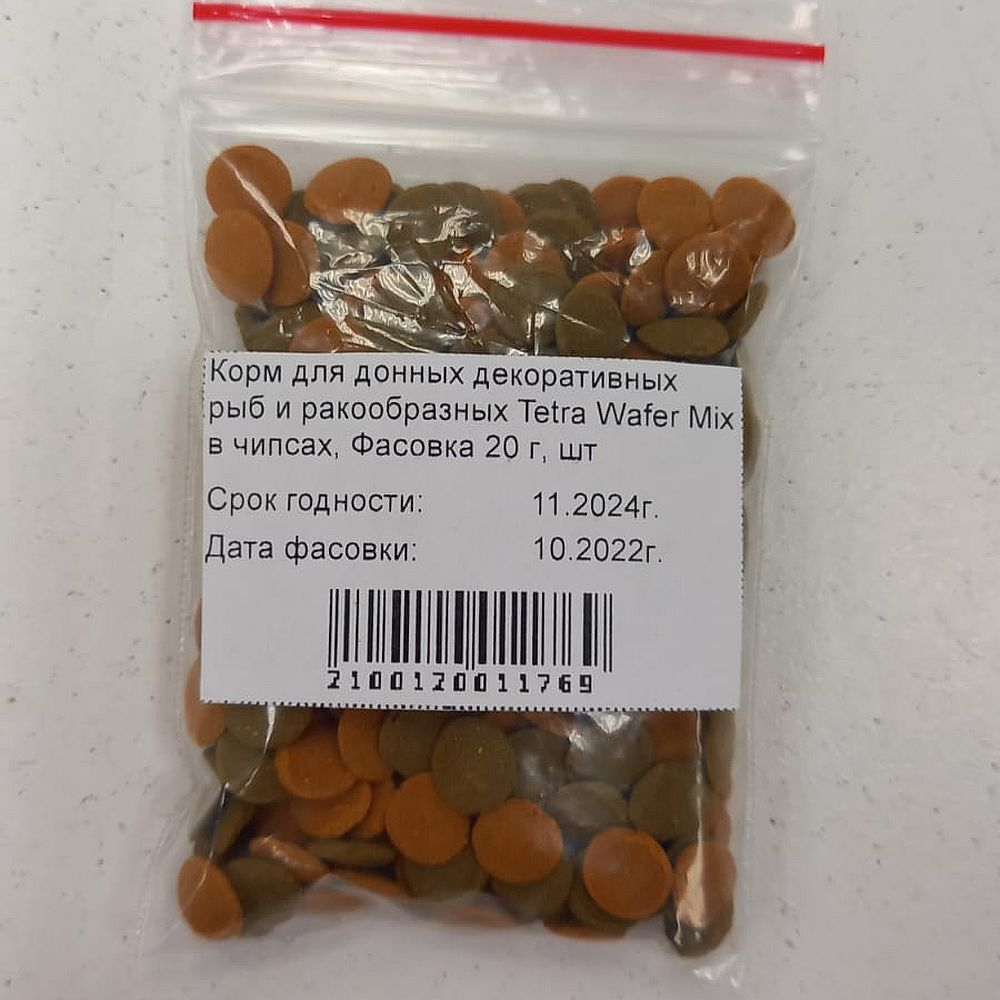 Корм для донных декоративных
рыб и ракообразных Tetra Wafer Mix
в чипсах, Фасовка 20 г, шт
Срок годности: 11.2024г.
Дата фасовки: 10.2022г.
2100120011769